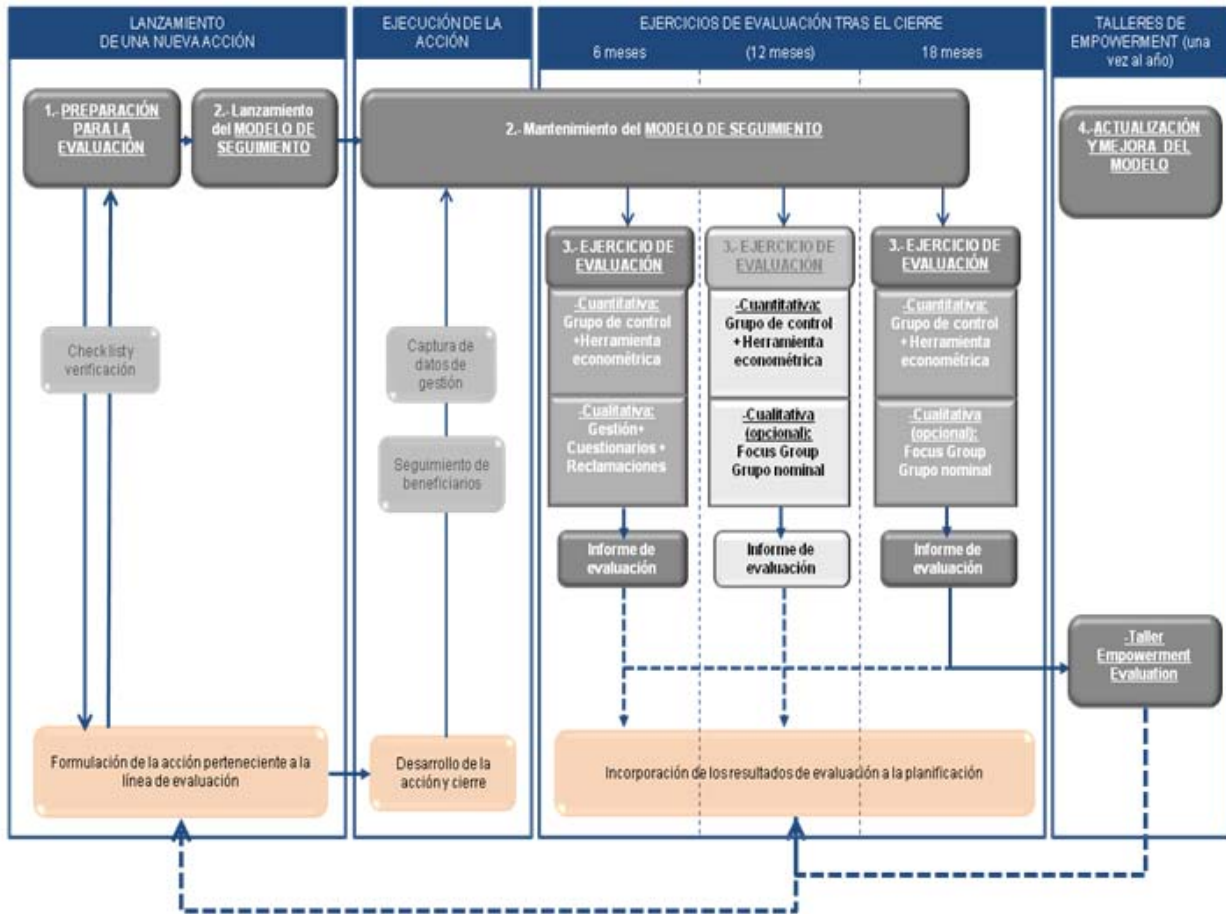 LANZAMIENTO
DE UNA NUEVA ACCIÓN
EJECUCIÓN DE LA
ACCIÓN
EJERCICIOS DE EVALUACIÓN TRAS EL CIERRE
6 meses
(12 meses)
18 meses
TALLERES DE
EMPOWERMENT (una
vez al año)
1.- PREPARACIÓN
PARA LA
EVALUACIÓN
2.- Lanzamiento
del MODELO DE
SEGUIMIENTO
2.- Mantenimiento del MODELO DE SEGUIMIENTO
4.- ACTUALIZACIÓN
Y MEJORA DEL
MODELO
3.- EJERCICIO DE
EVALUACIÓN
-Cuantitativa:
Grupo de control
+Herramienta
econométrica
-Cualitativa:
Gestión+
Cuestionarios +
Reclamaciones
Informe de
evaluación
3.- EJERCICIO DE
EVALUACIÓN
-Cuantitativa:
Grupo de control
+Herramienta
econométrica
-Cualitativa
(opcional):
Focus Group
Grupo nominal
Informe de
evaluación
3.- EJERCICIO DE
EVALUACIÓN
-Cuantitativa:
Grupo de control
+Herramienta
econométrica
-Cualitativa
(opcional):
Focus Group
Grupo nominal
Informe de
evaluación
Check list y
verificación
Captura de
datos de
gestión
Seguimiento de
beneficiarios
-Taller
Empowerment
Evaluation
Formulación de la acción perteneciente a la
línea de evaluación
Desarrollo de la
acción y cierre
Incorporación de los resultados de evaluación a la planificación